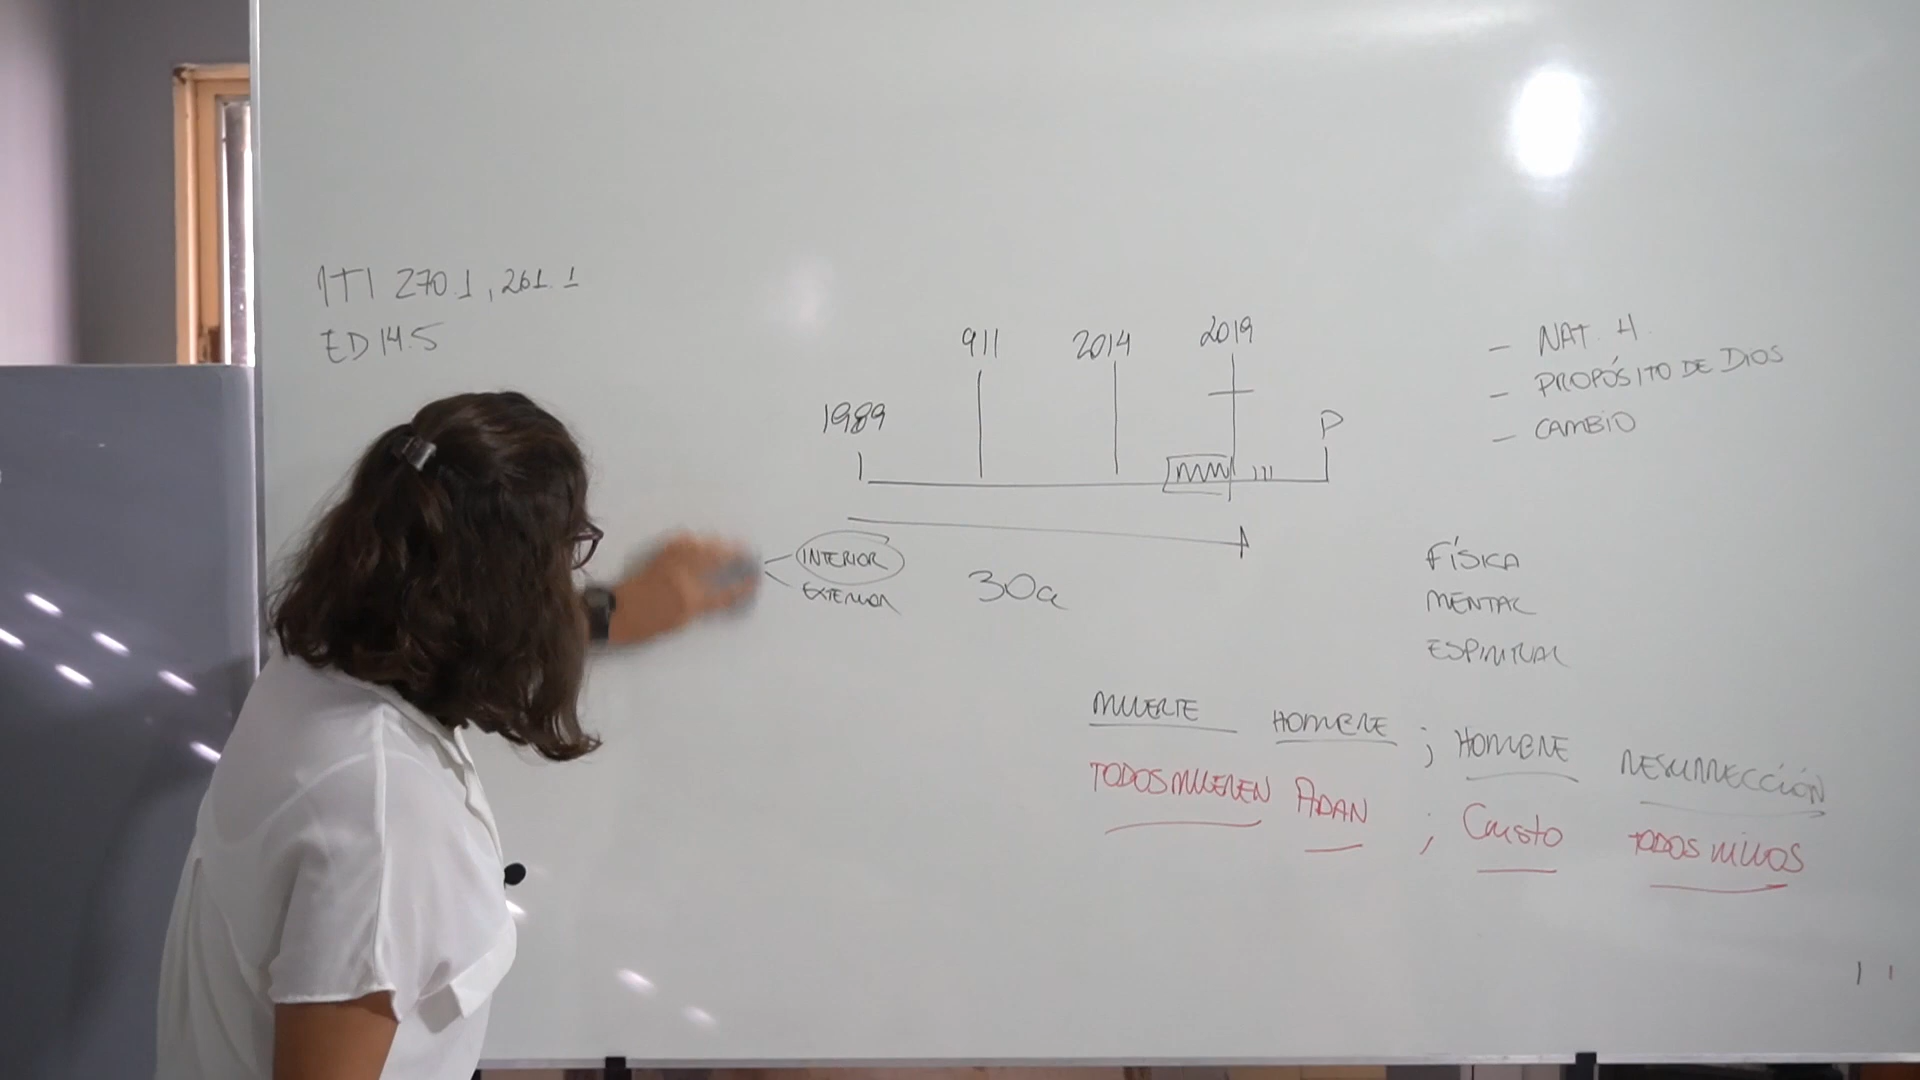 1T1 270.1, 261.1
ED 14.5
1989
911
2014
2019
P
INTERIOR
EXTERIOR
30a
- NAT. H.
- PROPÓSITO DE DIOS
- CAMBIO
FÍSICA
MENTAL
ESPIRITUAL
MUERTE HOMBRE ; HOMBRE RESURRECCIÓN
TODOS MUEREN ADAN ; Cristo TODOS VIVOS